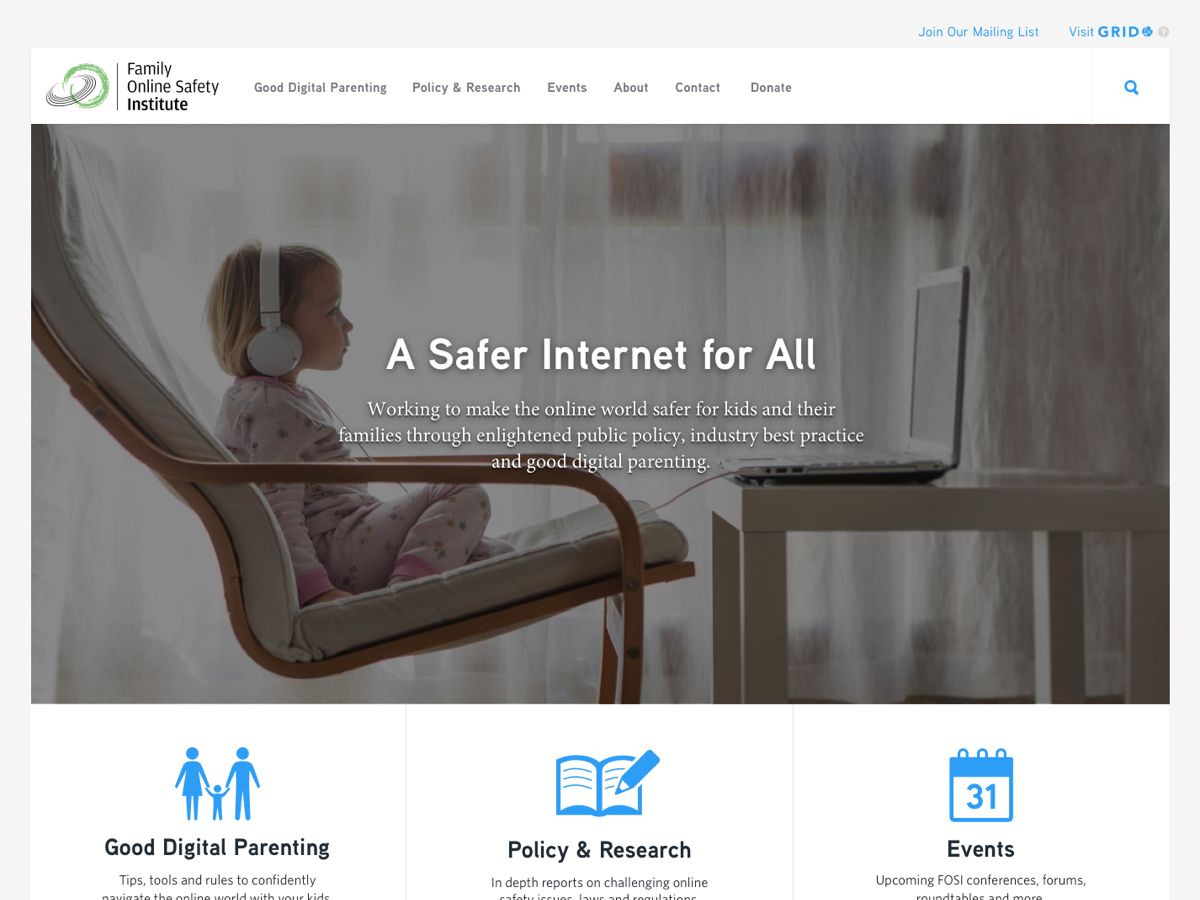 Join Our Mailing List
Visit GRID ?
Family
Online Safety
Institute
Good Digital Parenting Policy & Research Events About Contact Donate
A Safer Internet for All
Working to make the online world safer for kids and their
families through enlightened public policy, industry best practice
and good digital parenting.
31
Good Digital Parenting
Policy & Research
Events
Tips, tools and rules to confidently
navigate the online world with your kids.
In depth reports on challenging online
safety issues, laws and regulations.
Upcoming FOSI conferences, forums,
roundtables and more.